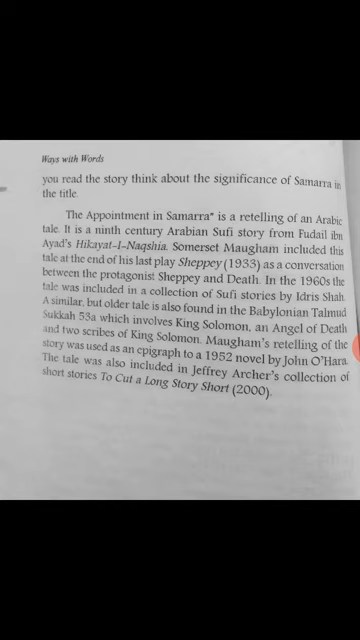 Ways with Words
you read the story think about the significance of Samarra in
the title.
The Appointment in Samarra* is a retelling of an Arabic
tale. It is a ninth century Arabian Sufi story from Fudail ibn
Ayad's Hikayat-I-Naqshia. Somerset Maugham included this
tale at the end of his last play Sheppey (1933) as a conversation
between the protagonist Sheppey and Death. In the 1960s the
tale was included in a collection of Sufi stories by Idris Shah.
A similar, but older tale is also found in the Babylonian Talmud
Sukkah 53a which involves King Solomon, an Angel of Death
and two scribes of King Solomon. Maugham's retelling of the
story was used as an epigraph to a 1952 novel by John O'Hara.
The tale was also included in Jeffrey Archer's collection of
short stories To Cut a Long Story Short (2000).